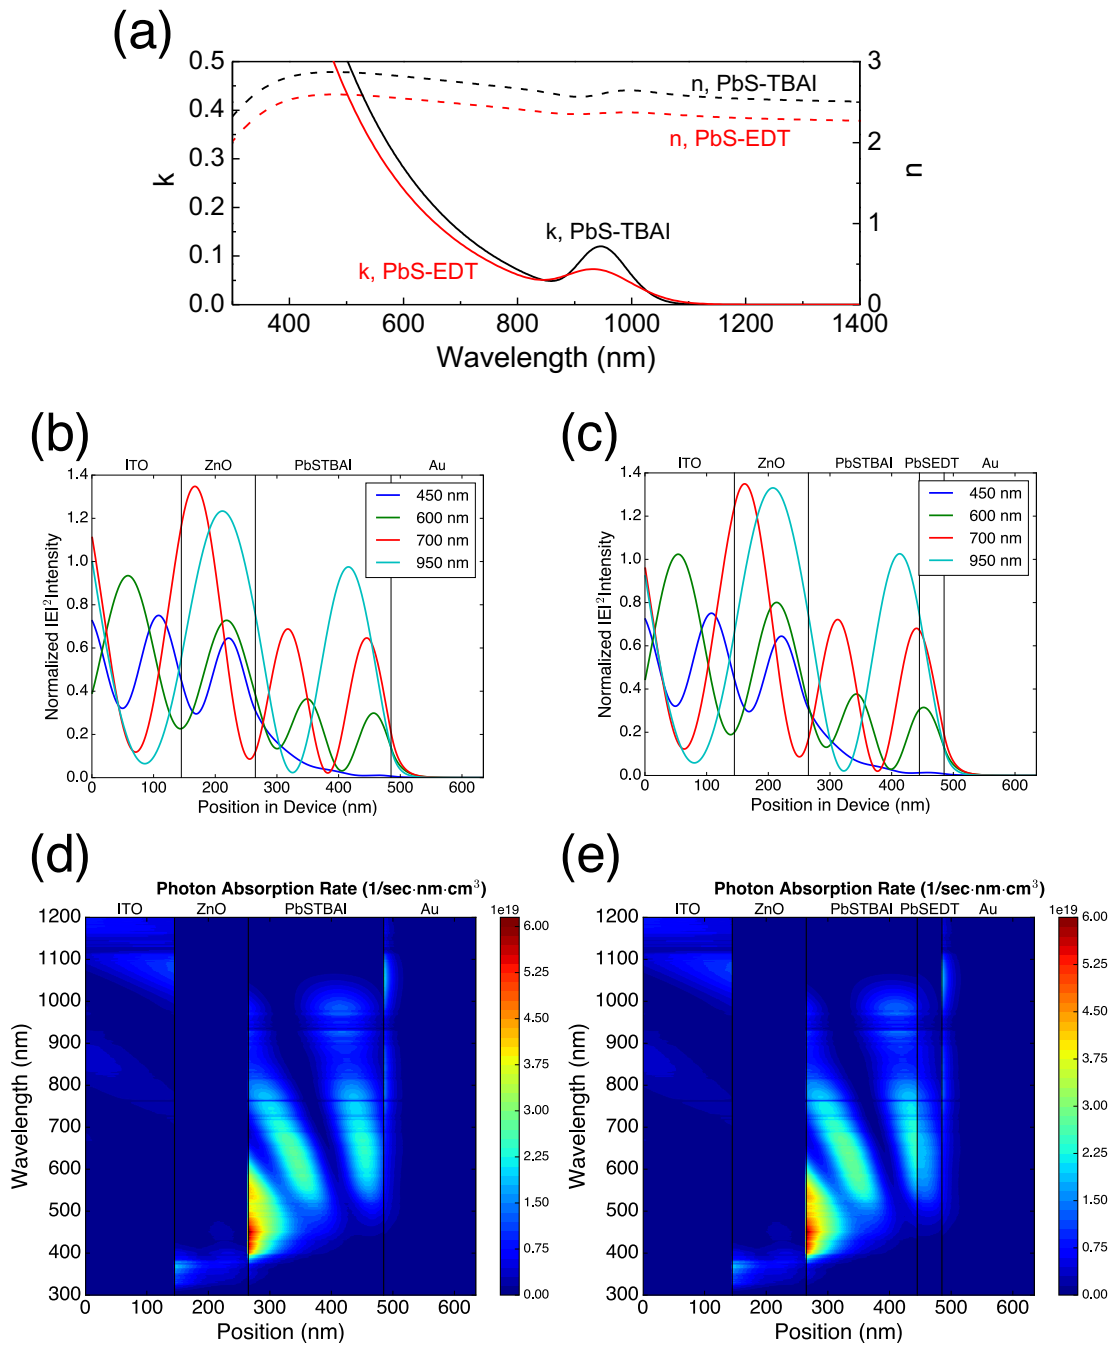 (a)
0.5
0.4
0.3
0.2
0.1
0.0
k
3
2
1
0
n
n, PbS-TBAI
n, PbS-EDT
k, PbS-TBAI
k, PbS-EDT
400 600 800 1000 1200 1400
Wavelength (nm)
(b)
ITO ZnO PbSTBAI Au
1.4
1.2
1.0
0.8
0.6
0.4
0.2
0.0
Normalized IEI² Intensity
450 nm
600 nm
700 nm
950 nm
0 100 200 300 400 500 600
Position in Device (nm)
(c)
ITO ZnO PbSTBAI PbSEDT Au
1.4
1.2
1.0
0.8
0.6
0.4
0.2
0.0
Normalized IEI² Intensity
450 nm
600 nm
700 nm
950 nm
0 100 200 300 400 500 600
Position in Device (nm)
(d)
Photon Absorption Rate (1/sec·nm·cm³)
ITO ZnO PbSTBAI Au
1e19
1200
1100
1000
900
800
700
600
500
400
300
Wavelength (nm)
6.00
5.25
4.50
3.75
3.00
2.25
1.50
0.75
0.00
0 100 200 300 400 500 600
Position (nm)
(e)
Photon Absorption Rate (1/sec·nm·cm³)
ITO ZnO PbSTBAI PbSEDT Au
1e19
1200
1100
1000
900
800
700
600
500
400
300
Wavelength (nm)
6.00
5.25
4.50
3.75
3.00
2.25
1.50
0.75
0.00
0 100 200 300 400 500 600
Position (nm)